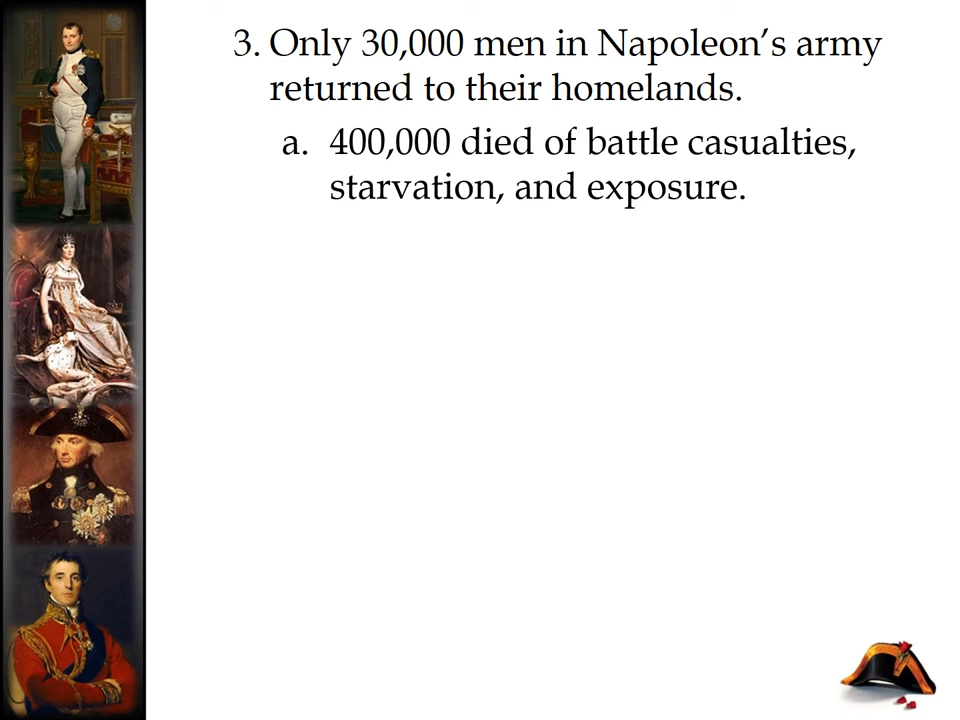 3. Only 30,000 men in Napoleon’s army
returned to their homelands.
a. 400,000 died of battle casualties,
starvation, and exposure.